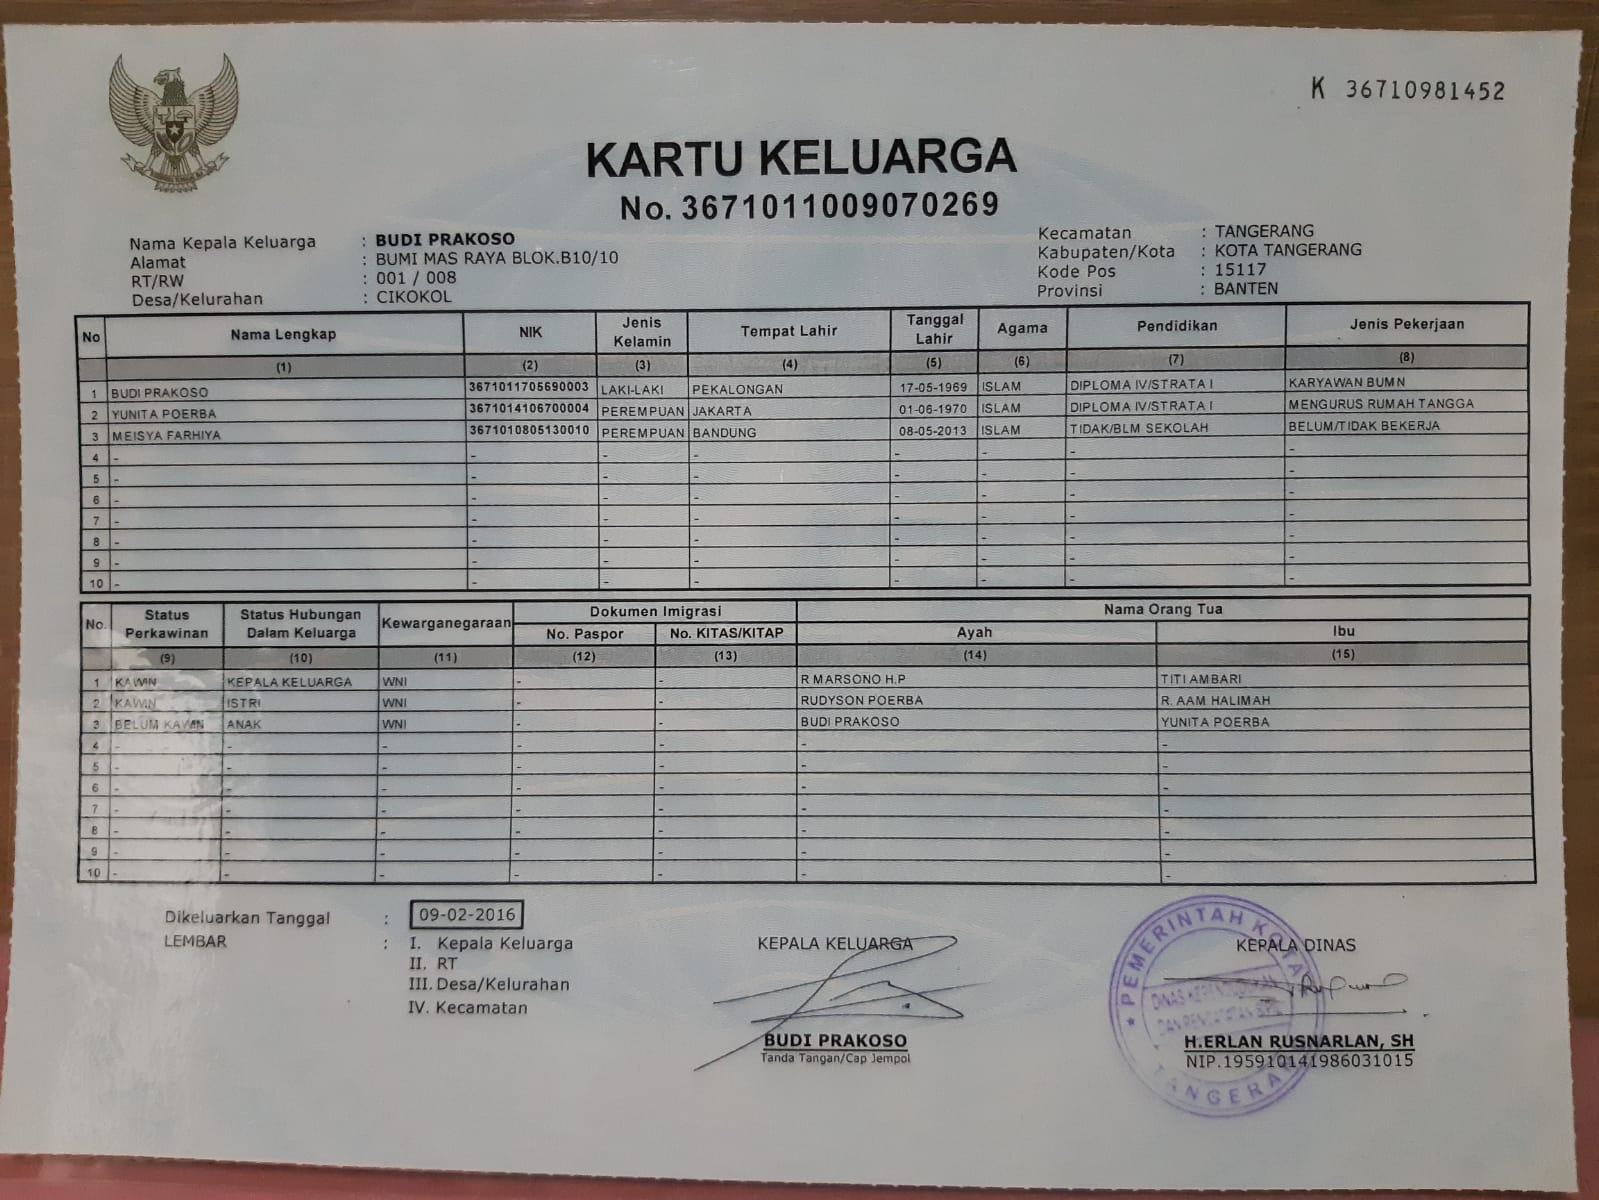 K 36710981452
KARTU KELUARGA
No. 3671011009070269
Nama Kepala Keluarga : BUDI PRAKOSO
Alamat : BUMI MAS RAYA BLOK.B10/10
RT/RW : 001 / 008
Desa/Kelurahan : CIKOKOL
Kecamatan : TANGERANG
Kabupaten/Kota : KOTA TANGERANG
Kode Pos : 15117
Provinsi : BANTEN
No Nama Lengkap NIK Jenis Kelamin Tempat Lahir Tanggal Lahir Agama Pendidikan Jenis Pekerjaan
(1) (2) (3) (4) (5) (6) (7) (8)
1 BUDI PRAKOSO 3671011705690003 LAKI-LAKI PEKALONGAN 17-05-1969 ISLAM DIPLOMA IV/STRATA I KARYAWAN BUMN
2 YUNITA POERBA 3671014106700004 PEREMPUAN JAKARTA 01-06-1970 ISLAM DIPLOMA IV/STRATA I MENGURUS RUMAH TANGGA
3 MEISYA FARHIYA 3671010805130010 PEREMPUAN BANDUNG 08-05-2013 ISLAM TIDAK/BLM SEKOLAH BELUM/TIDAK BEKERJA
4 - - - - - - - -
5 - - - - - - - -
6 - - - - - - - -
7 - - - - - - - -
8 - - - - - - - -
9 - - - - - - - -
10 - - - - - - - -
No. Status Perkawinan Status Hubungan Dalam Keluarga Kewarganegaraan Dokumen Imigrasi Nama Orang Tua
No. Paspor No. KITAS/KITAP Ayah Ibu
(9) (10) (11) (12) (13) (14) (15)
1 KAWIN KEPALA KELUARGA WNI - - R MARSONO H.P TITI AMBARI
2 KAWIN ISTRI WNI - - RUDYSON POERBA R. AAM HALIMAH
3 BELUM KAWIN ANAK WNI - - BUDI PRAKOSO YUNITA POERBA
4 - - - - - - -
5 - - - - - - -
6 - - - - - - -
7 - - - - - - -
8 - - - - - - -
9 - - - - - - -
10 - - - - - - -
Dikeluarkan Tanggal : 09-02-2016
LEMBAR : I. Kepala Keluarga
II. RT
III. Desa/Kelurahan
IV. Kecamatan
KEPALA KELUARGA
BUDI PRAKOSO
Tanda Tangan/Cap Jempol
KEPALA DINAS
PEMERINTAH KOTA
TANGERANG
H.ERLAN RUSNARLAN, SH
NIP.195910141986031015